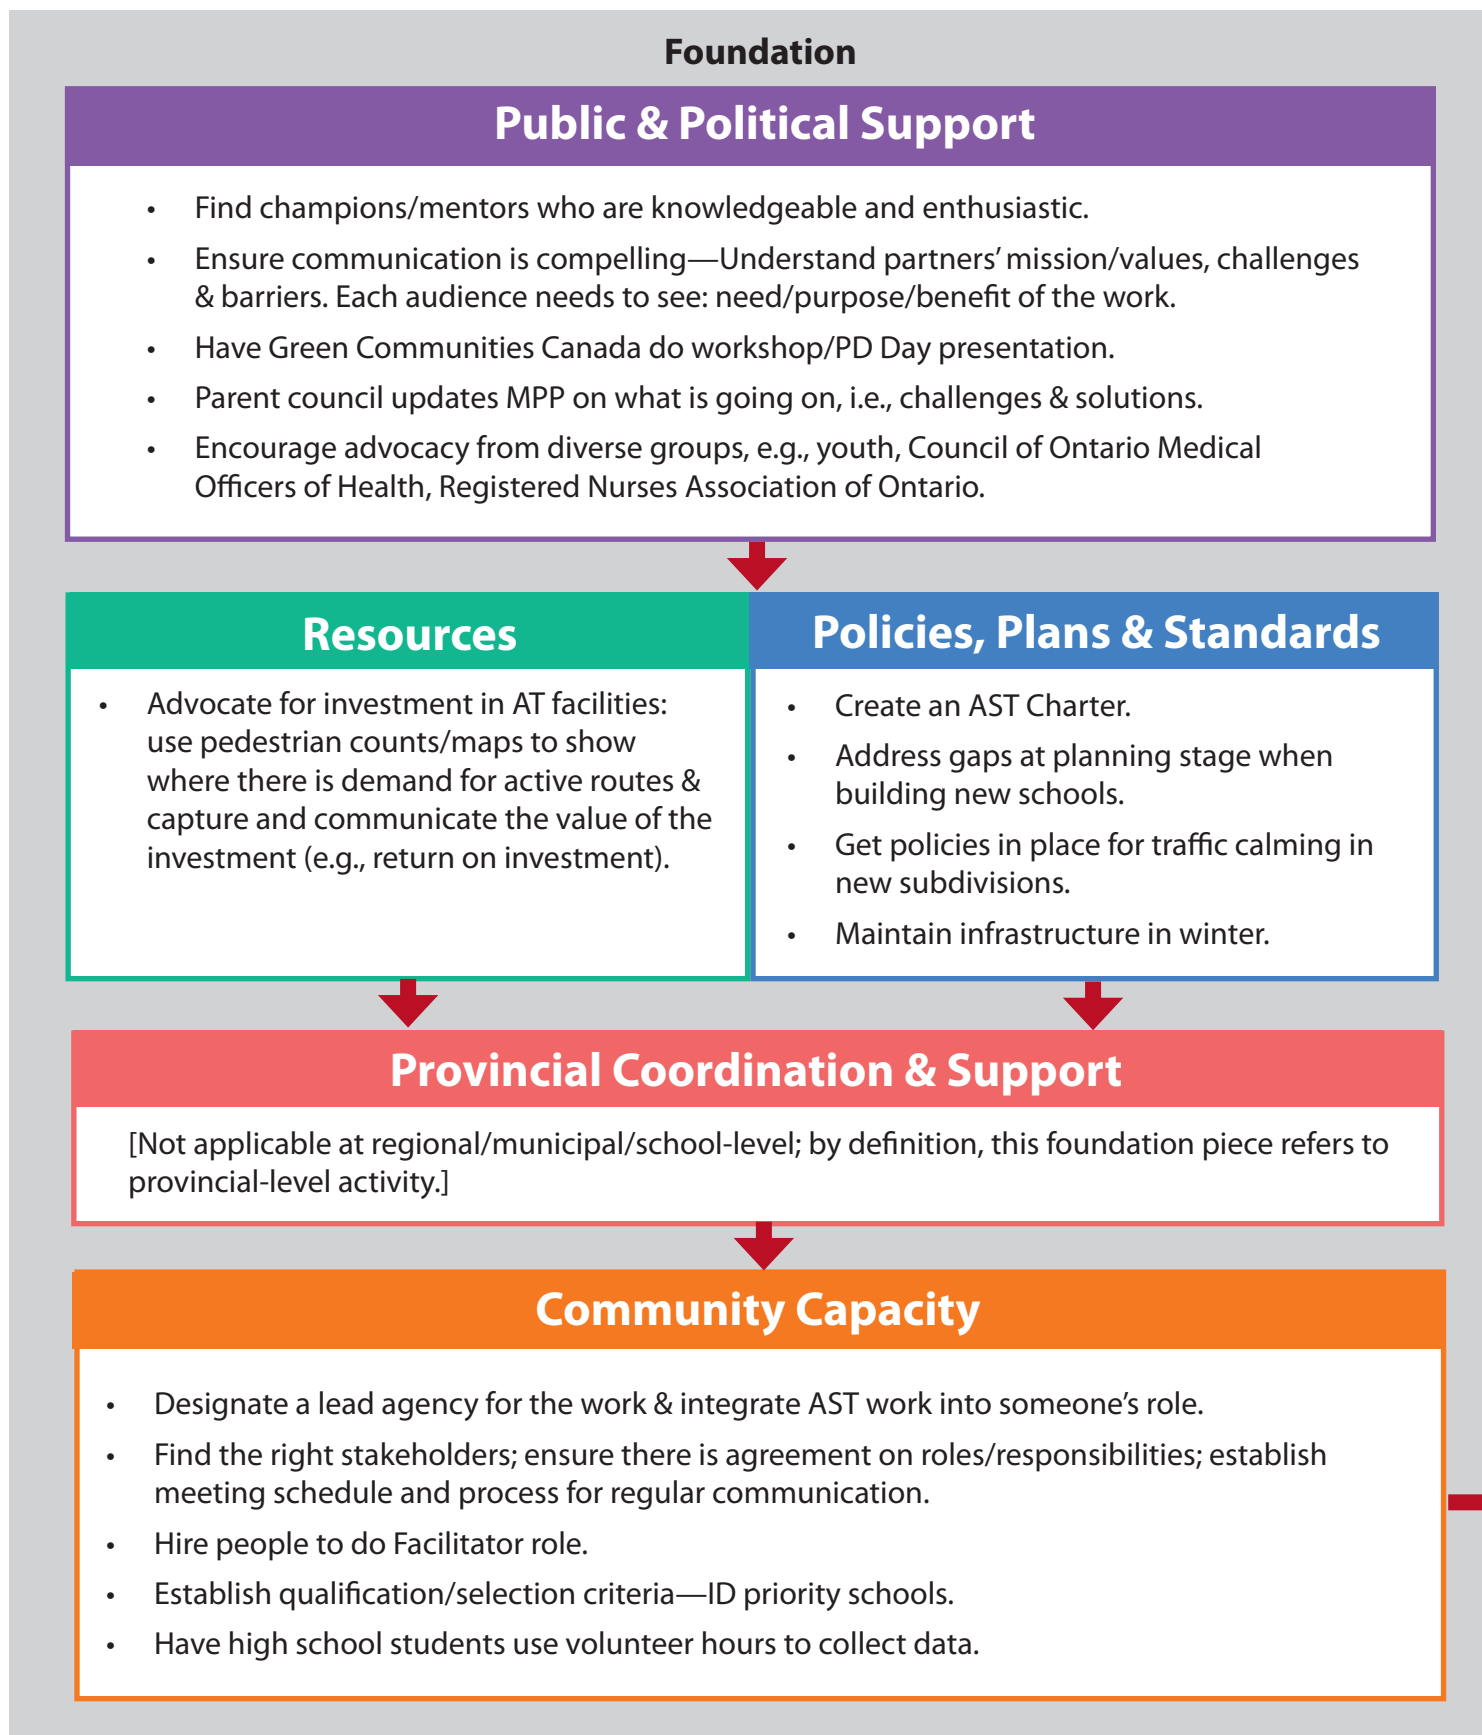 Foundation
Public & Political Support
• Find champions/mentors who are knowledgeable and enthusiastic.
• Ensure communication is compelling—Understand partners’ mission/values, challenges
& barriers. Each audience needs to see: need/purpose/benefit of the work.
• Have Green Communities Canada do workshop/PD Day presentation.
• Parent council updates MPP on what is going on, i.e., challenges & solutions.
• Encourage advocacy from diverse groups, e.g., youth, Council of Ontario Medical
Officers of Health, Registered Nurses Association of Ontario.
Resources
• Advocate for investment in AT facilities:
use pedestrian counts/maps to show
where there is demand for active routes &
capture and communicate the value of the
investment (e.g., return on investment).
Policies, Plans & Standards
• Create an AST Charter.
• Address gaps at planning stage when
building new schools.
• Get policies in place for traffic calming in
new subdivisions.
• Maintain infrastructure in winter.
Provincial Coordination & Support
[Not applicable at regional/municipal/school-level; by definition, this foundation piece refers to
provincial-level activity.]
Community Capacity
• Designate a lead agency for the work & integrate AST work into someone’s role.
• Find the right stakeholders; ensure there is agreement on roles/responsibilities; establish
meeting schedule and process for regular communication.
• Hire people to do Facilitator role.
• Establish qualification/selection criteria—ID priority schools.
• Have high school students use volunteer hours to collect data.